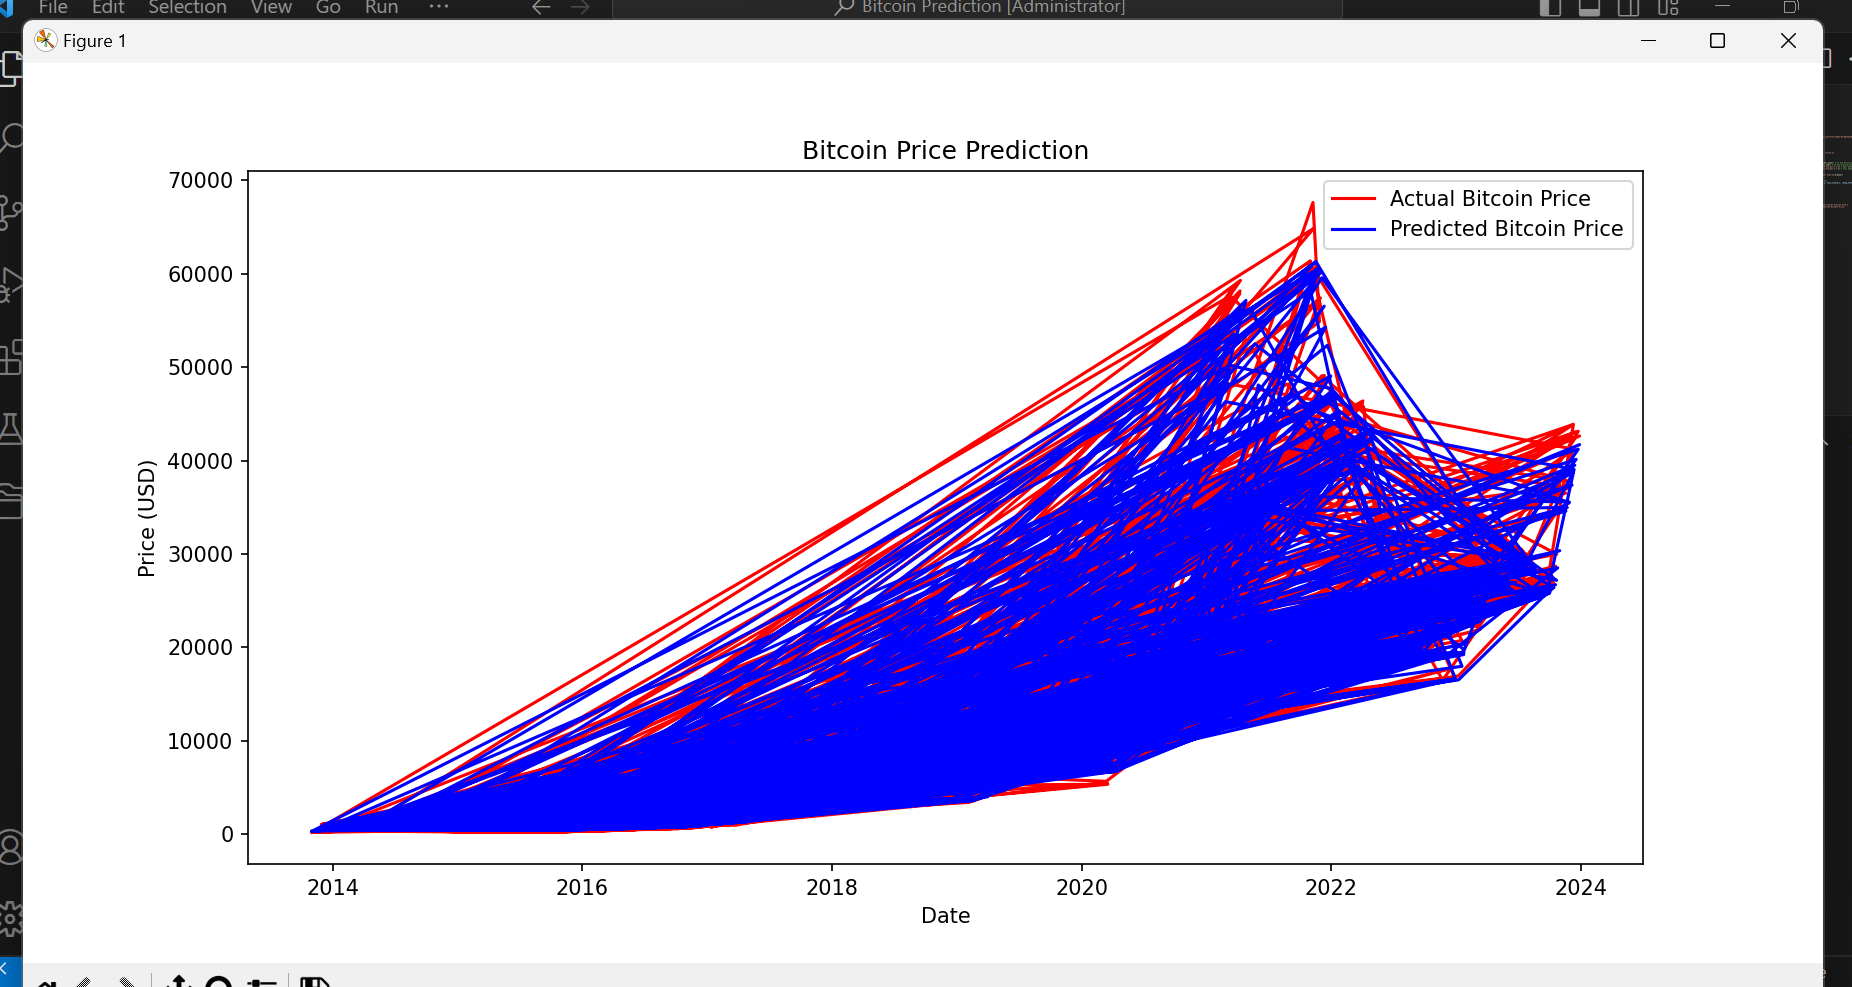 File Edit Selection View Go Run ··· Bitcoin Prediction [Administrator]
Figure 1
Bitcoin Price Prediction
Actual Bitcoin Price
Predicted Bitcoin Price
70000
60000
50000
40000
30000
20000
10000
0
Price (USD)
2014 2016 2018 2020 2022 2024
Date